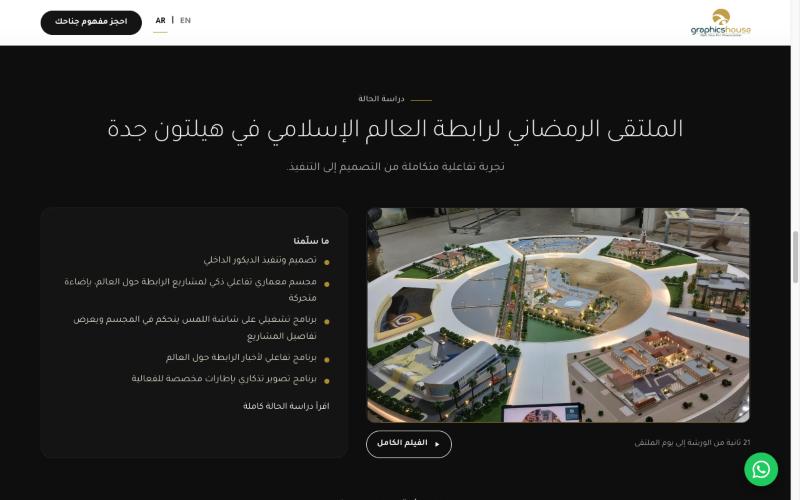 graphicshouse
AR | EN
احجز مفهوم جناحك
دراسة الحالة
الملتقى الرمضاني لرابطة العالم الإسلامي في هيلتون جدة
تجربة تفاعلية متكاملة من التصميم إلى التنفيذ.
21 ثانية من الورشة إلى يوم الملتقى
الفيلم الكامل
ما سلّمنا
تصميم وتنفيذ الديكور الداخلي
مجسم معماري تفاعلي ذكي لمشاريع الرابطة حول العالم، بإضاءة
متحركة
برنامج تشغيلي على شاشة اللمس يتحكم في المجسم ويعرض
تفاصيل المشاريع
برنامج تفاعلي لأخبار الرابطة حول العالم
برنامج تصوير تذكاري بإطارات مخصصة للفعالية
اقرأ دراسة الحالة كاملة